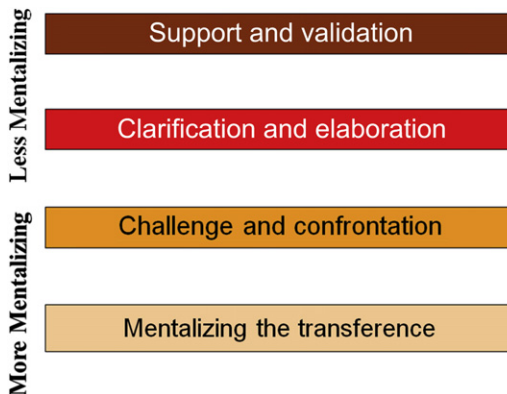 Less Mentalizing
Support and validation
Clarification and elaboration
More Mentalizing
Challenge and confrontation
Mentalizing the transference